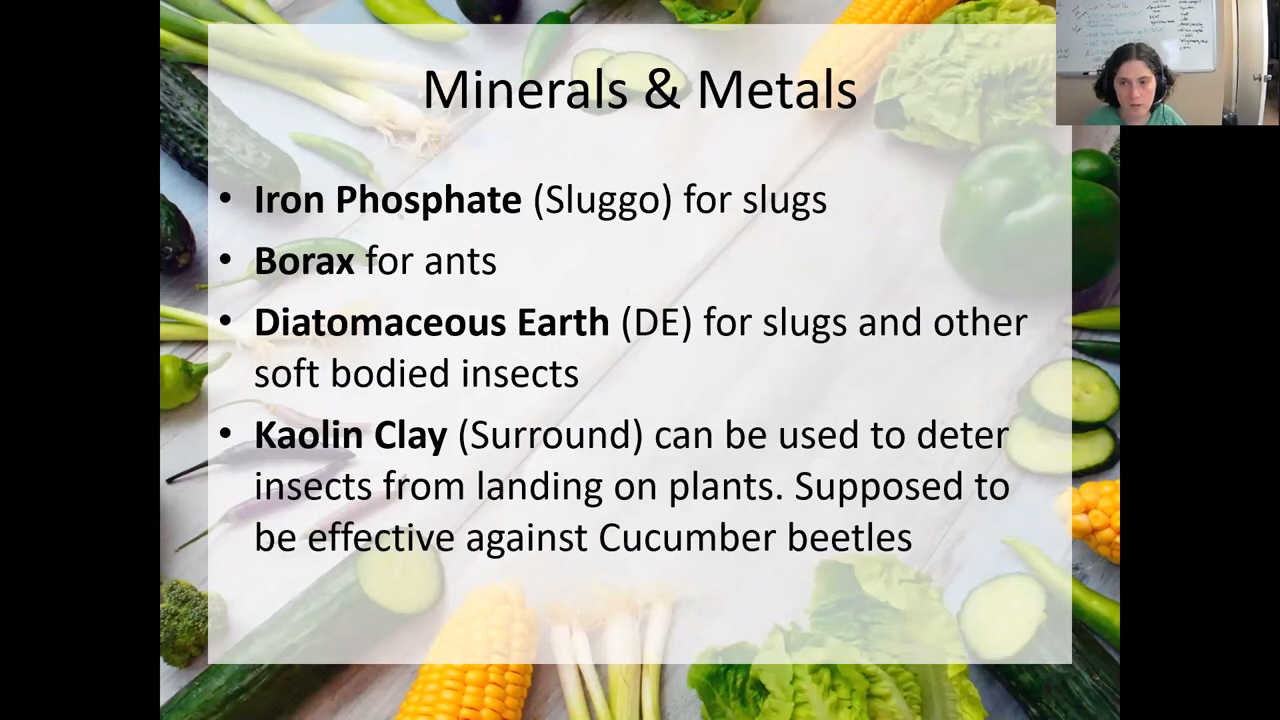 Minerals & Metals
• Iron Phosphate (Sluggo) for slugs
• Borax for ants
• Diatomaceous Earth (DE) for slugs and other
soft bodied insects
• Kaolin Clay (Surround) can be used to deter
insects from landing on plants. Supposed to
be effective against Cucumber beetles